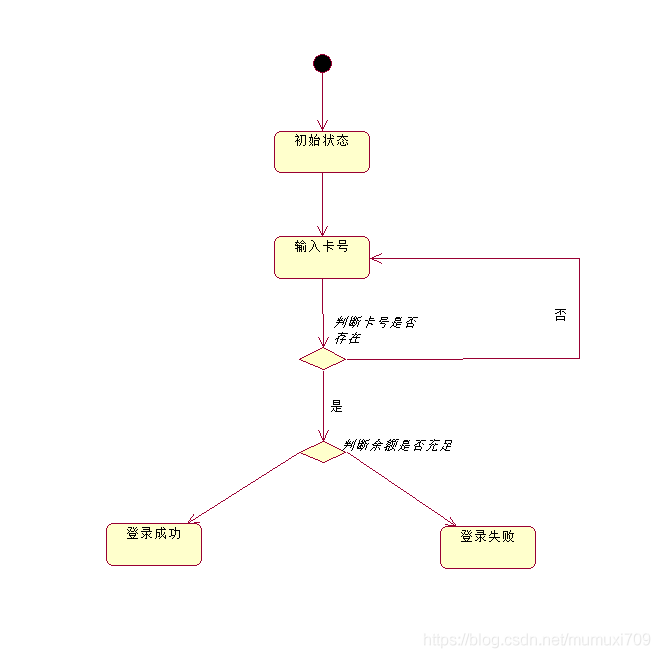 初始状态
输入卡号
判断卡号是否
存在
否
是
判断余额是否充足
登录成功
登录失败
https://blog.csdn.net/mumuxi709